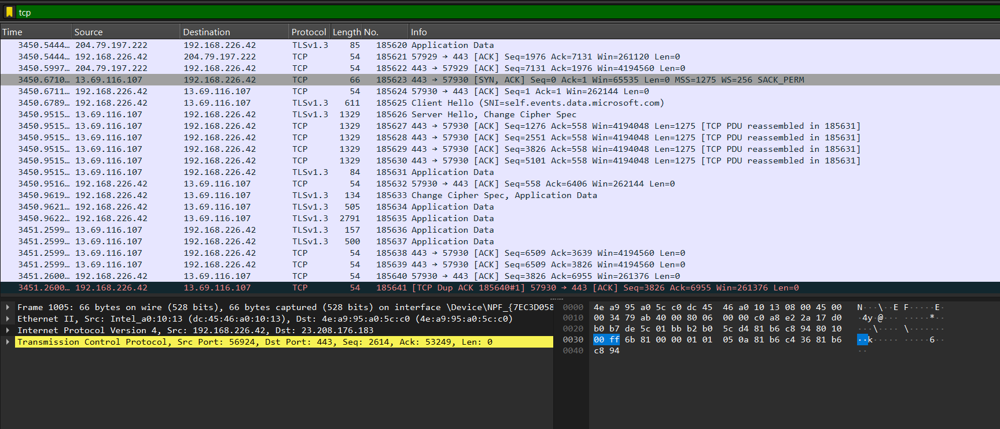 tcp
Time Source Destination Protocol Length No. Info
3450.5444… 204.79.197.222 192.168.226.42 TLSv1.3 85 185620 Application Data
3450.5444… 192.168.226.42 204.79.197.222 TCP 54 185621 57929 → 443 [ACK] Seq=1976 Ack=7131 Win=261120 Len=0
3450.5997… 204.79.197.222 192.168.226.42 TCP 54 185622 443 → 57929 [ACK] Seq=7131 Ack=1976 Win=4194560 Len=0
3450.6710… 13.69.116.107 192.168.226.42 TCP 66 185623 443 → 57930 [SYN, ACK] Seq=0 Ack=1 Win=65535 Len=0 MSS=1275 WS=256 SACK_PERM
3450.6711… 192.168.226.42 13.69.116.107 TCP 54 185624 57930 → 443 [ACK] Seq=1 Ack=1 Win=262144 Len=0
3450.6789… 192.168.226.42 13.69.116.107 TLSv1.3 611 185625 Client Hello (SNI=self.events.data.microsoft.com)
3450.9515… 13.69.116.107 192.168.226.42 TLSv1.3 1329 185626 Server Hello, Change Cipher Spec
3450.9515… 13.69.116.107 192.168.226.42 TCP 1329 185627 443 → 57930 [ACK] Seq=1276 Ack=558 Win=4194048 Len=1275 [TCP PDU reassembled in 185631]
3450.9515… 13.69.116.107 192.168.226.42 TCP 1329 185628 443 → 57930 [ACK] Seq=2551 Ack=558 Win=4194048 Len=1275 [TCP PDU reassembled in 185631]
3450.9515… 13.69.116.107 192.168.226.42 TCP 1329 185629 443 → 57930 [ACK] Seq=3826 Ack=558 Win=4194048 Len=1275 [TCP PDU reassembled in 185631]
3450.9515… 13.69.116.107 192.168.226.42 TCP 1329 185630 443 → 57930 [ACK] Seq=5101 Ack=558 Win=4194048 Len=1275 [TCP PDU reassembled in 185631]
3450.9515… 13.69.116.107 192.168.226.42 TLSv1.3 84 185631 Application Data
3450.9516… 192.168.226.42 13.69.116.107 TCP 54 185632 57930 → 443 [ACK] Seq=558 Ack=6406 Win=262144 Len=0
3450.9619… 192.168.226.42 13.69.116.107 TLSv1.3 134 185633 Change Cipher Spec, Application Data
3450.9621… 192.168.226.42 13.69.116.107 TLSv1.3 505 185634 Application Data
3450.9622… 192.168.226.42 13.69.116.107 TLSv1.3 2791 185635 Application Data
3451.2599… 13.69.116.107 192.168.226.42 TLSv1.3 157 185636 Application Data
3451.2599… 13.69.116.107 192.168.226.42 TLSv1.3 500 185637 Application Data
3451.2599… 13.69.116.107 192.168.226.42 TCP 54 185638 443 → 57930 [ACK] Seq=6509 Ack=3639 Win=4194560 Len=0
3451.2599… 13.69.116.107 192.168.226.42 TCP 54 185639 443 → 57930 [ACK] Seq=6509 Ack=3826 Win=4194560 Len=0
3451.2600… 192.168.226.42 13.69.116.107 TCP 54 185640 57930 → 443 [ACK] Seq=3826 Ack=6955 Win=261376 Len=0
3451.2600… 192.168.226.42 13.69.116.107 TCP 54 185641 [TCP Dup ACK 185640#1] 57930 → 443 [ACK] Seq=3826 Ack=6955 Win=261376 Len=0
Frame 1005: 66 bytes on wire (528 bits), 66 bytes captured (528 bits) on interface \Device\NPF_{7EC3D058
Ethernet II, Src: Intel_a0:10:13 (dc:45:46:a0:10:13), Dst: 4e:a9:95:a0:5c:c0 (4e:a9:95:a0:5c:c0)
Internet Protocol Version 4, Src: 192.168.226.42, Dst: 23.208.176.183
Transmission Control Protocol, Src Port: 56924, Dst Port: 443, Seq: 2614, Ack: 53249, Len: 0
0000 4e a9 95 a0 5c c0 dc 45 46 a0 10 13 08 00 45 00 N···\··E F·····E·
0010 00 34 79 ab 40 00 80 06 00 00 c0 a8 e2 2a 17 d0 ·4y·@··· ·····*··
0020 b0 b7 de 5c 01 bb b2 b0 5c d4 81 b6 c8 94 80 10 ···\···· \·······
0030 00 ff 6b 81 00 00 01 01 05 0a 81 b6 c4 36 81 b6 ··k····· ·····6··
0040 c8 94 ··